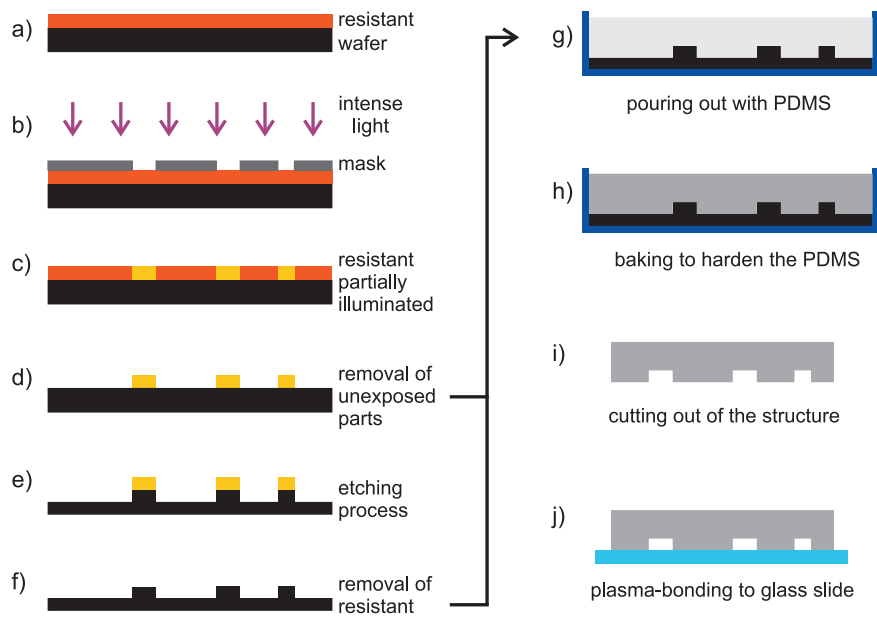 a)
resistant
wafer
b)
intense
light
mask
c)
resistant
partially
illuminated
d)
removal of
unexposed
parts
e)
etching
process
f)
removal of
resistant
g)
pouring out with PDMS
h)
baking to harden the PDMS
i)
cutting out of the structure
j)
plasma-bonding to glass slide